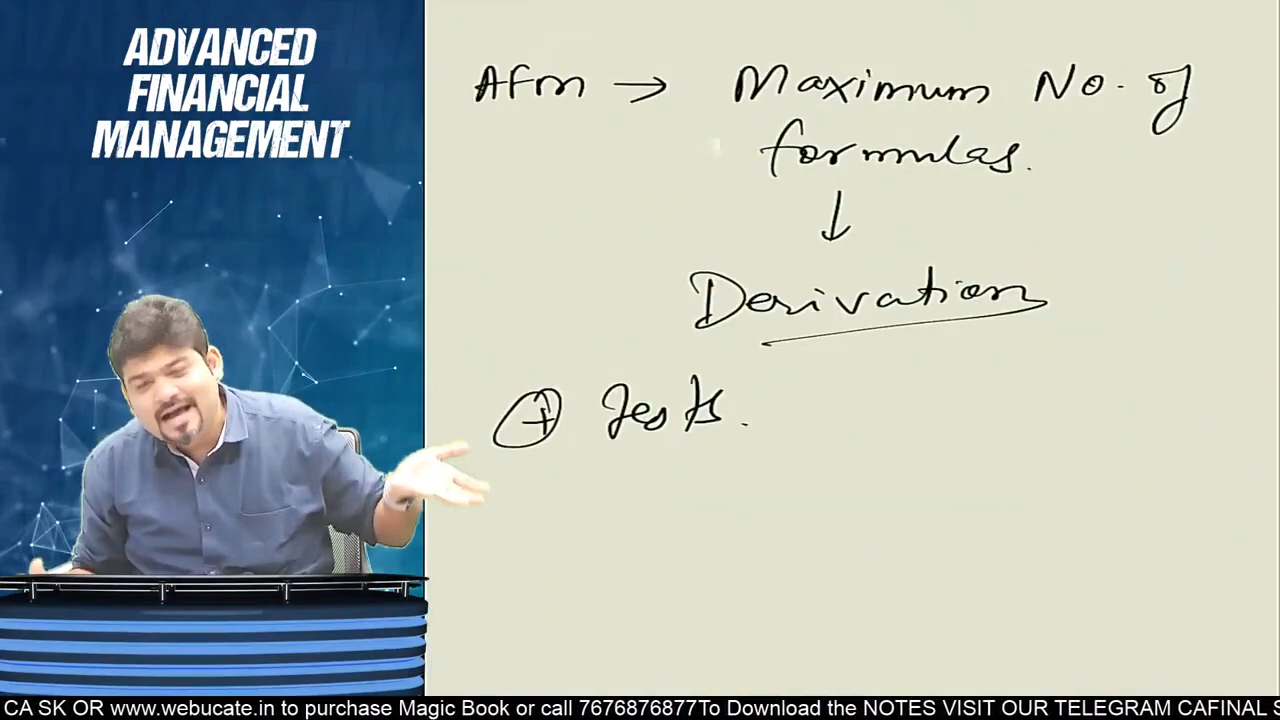 ADVANCED
FINANCIAL
MANAGEMENT
AFM → Maximum No. of
formulas.
↓
Derivation
+ Tests.
CA SK OR www.webucate.in to purchase Magic Book or call 7676876877To Download the NOTES VISIT OUR TELEGRAM CAFINAL S